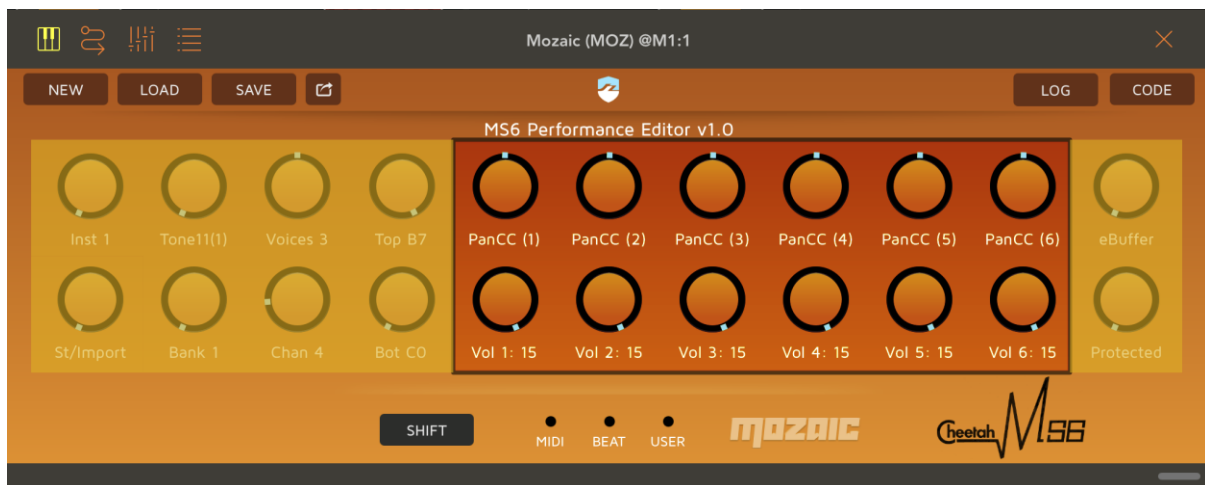 Mozaic (MOZ) @M1:1
NEW LOAD SAVE LOG CODE
MS6 Performance Editor v1.0
Inst 1 Tone11(1) Voices 3 Top B7 PanCC (1) PanCC (2) PanCC (3) PanCC (4) PanCC (5) PanCC (6) eBuffer
St/Import Bank 1 Chan 4 Bot C0 Vol 1: 15 Vol 2: 15 Vol 3: 15 Vol 4: 15 Vol 5: 15 Vol 6: 15 Protected
SHIFT MIDI BEAT USER mozaic Cheetah MS6